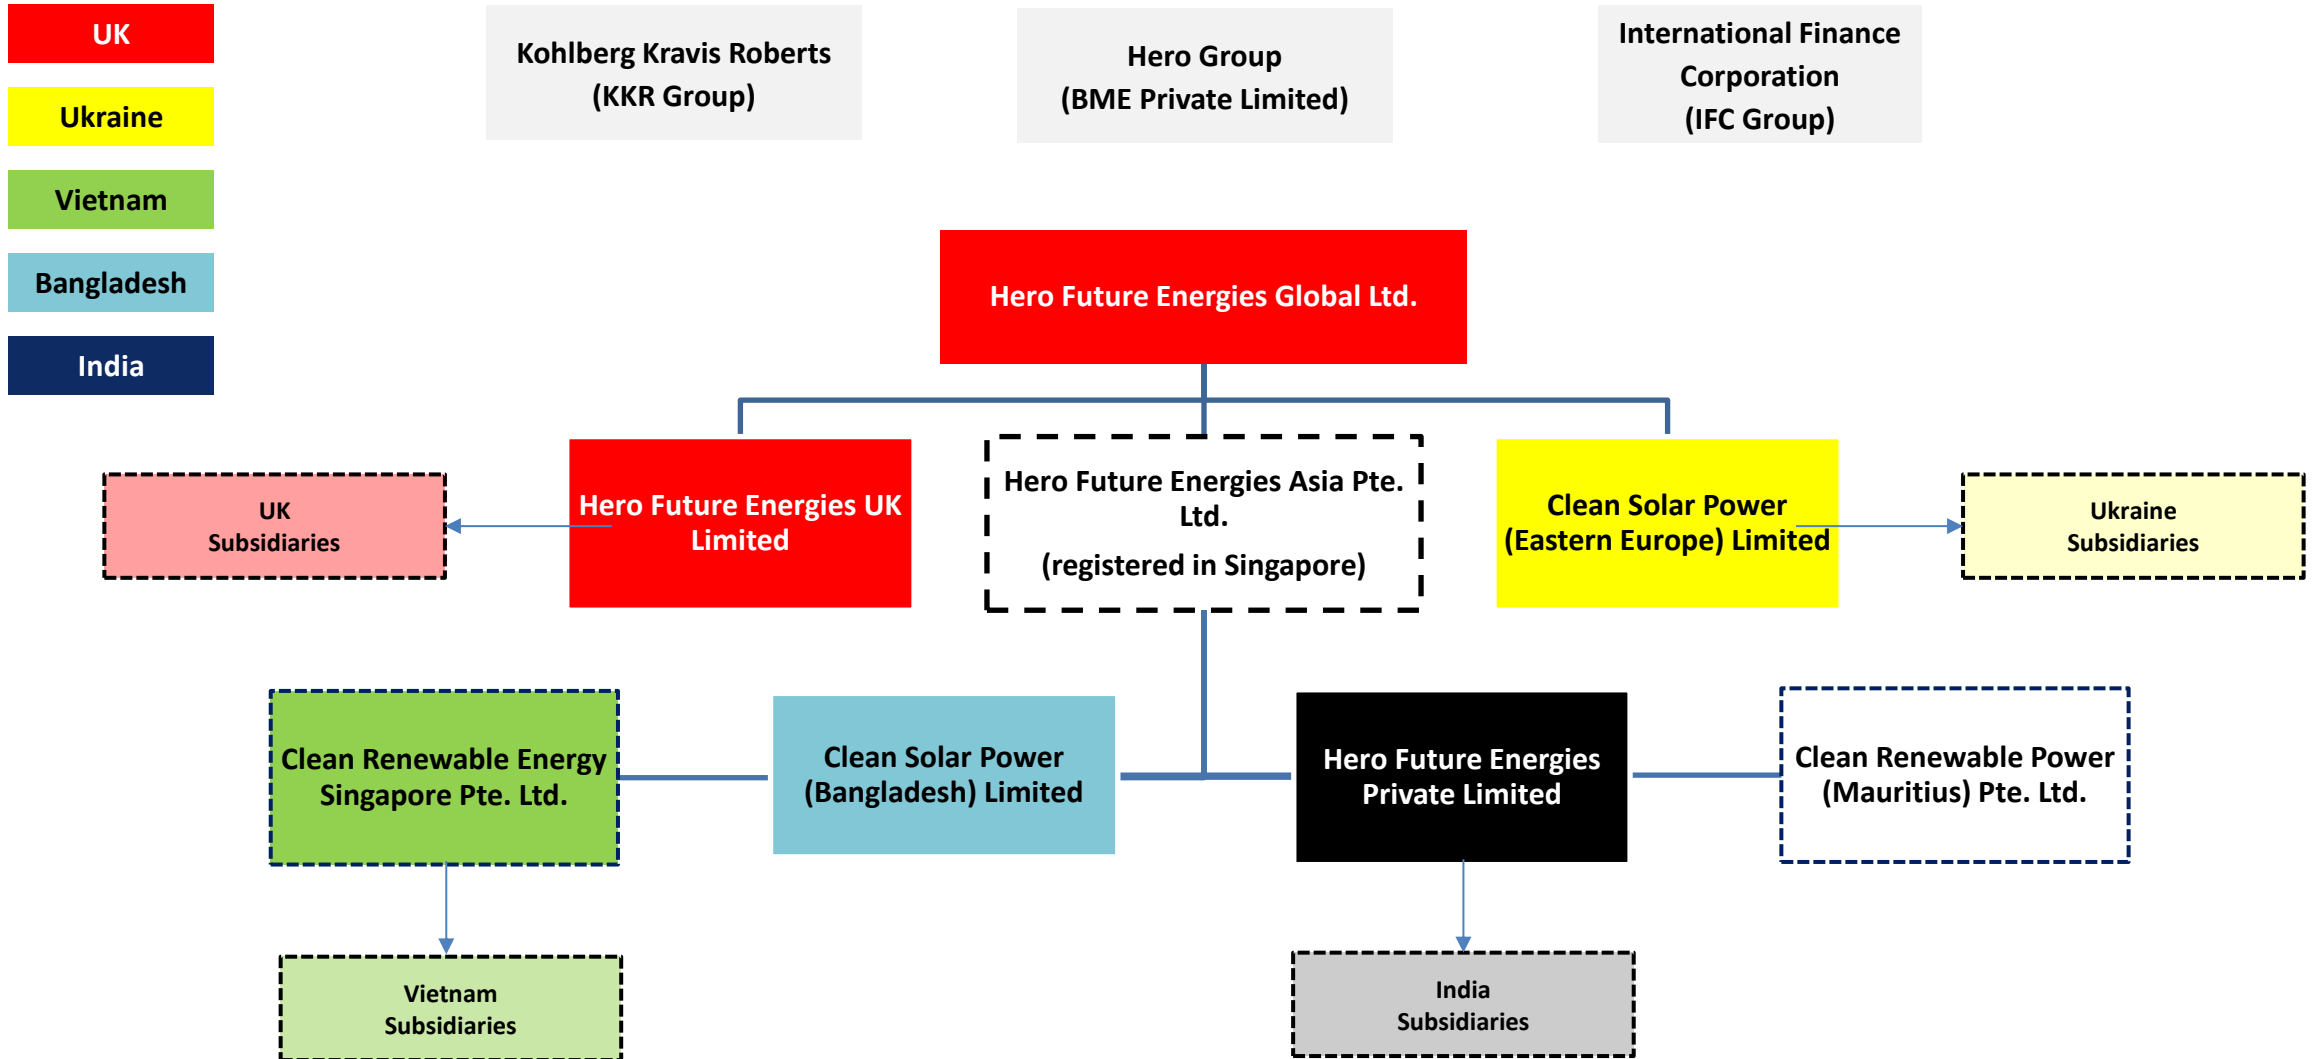 UK
Ukraine
Vietnam
Bangladesh
India
Kohlberg Kravis Roberts
(KKR Group)
Hero Group
(BME Private Limited)
International Finance
Corporation
(IFC Group)
Hero Future Energies Global Ltd.
UK
Subsidiaries
Hero Future Energies UK
Limited
Hero Future Energies Asia Pte.
Ltd.
(registered in Singapore)
Clean Solar Power
(Eastern Europe) Limited
Ukraine
Subsidiaries
Clean Renewable Energy
Singapore Pte. Ltd.
Clean Solar Power
(Bangladesh) Limited
Hero Future Energies
Private Limited
Clean Renewable Power
(Mauritius) Pte. Ltd.
Vietnam
Subsidiaries
India
Subsidiaries